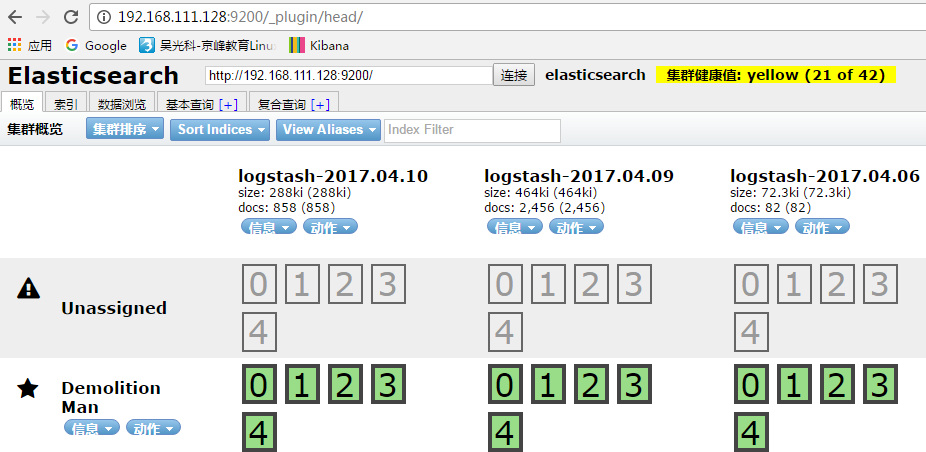 192.168.111.128:9200/_plugin/head/
应用 Google 吴光科-京峰教育Linu Kibana
Elasticsearch http://192.168.111.128:9200/ 连接 elasticsearch 集群健康值: yellow (21 of 42)
概览 索引 数据浏览 基本查询 [+] 复合查询 [+]
集群概览 集群排序 Sort Indices View Aliases Index Filter
logstash-2017.04.10 logstash-2017.04.09 logstash-2017.04.06
size: 288ki (288ki) size: 464ki (464ki) size: 72.3ki (72.3ki)
docs: 858 (858) docs: 2,456 (2,456) docs: 82 (82)
信息 动作 信息 动作 信息 动作
0 1 2 3 0 1 2 3 0 1 2 3
Unassigned
4 4 4
0 1 2 3 0 1 2 3 0 1 2 3
Demolition
Man
信息 动作 4 4 4